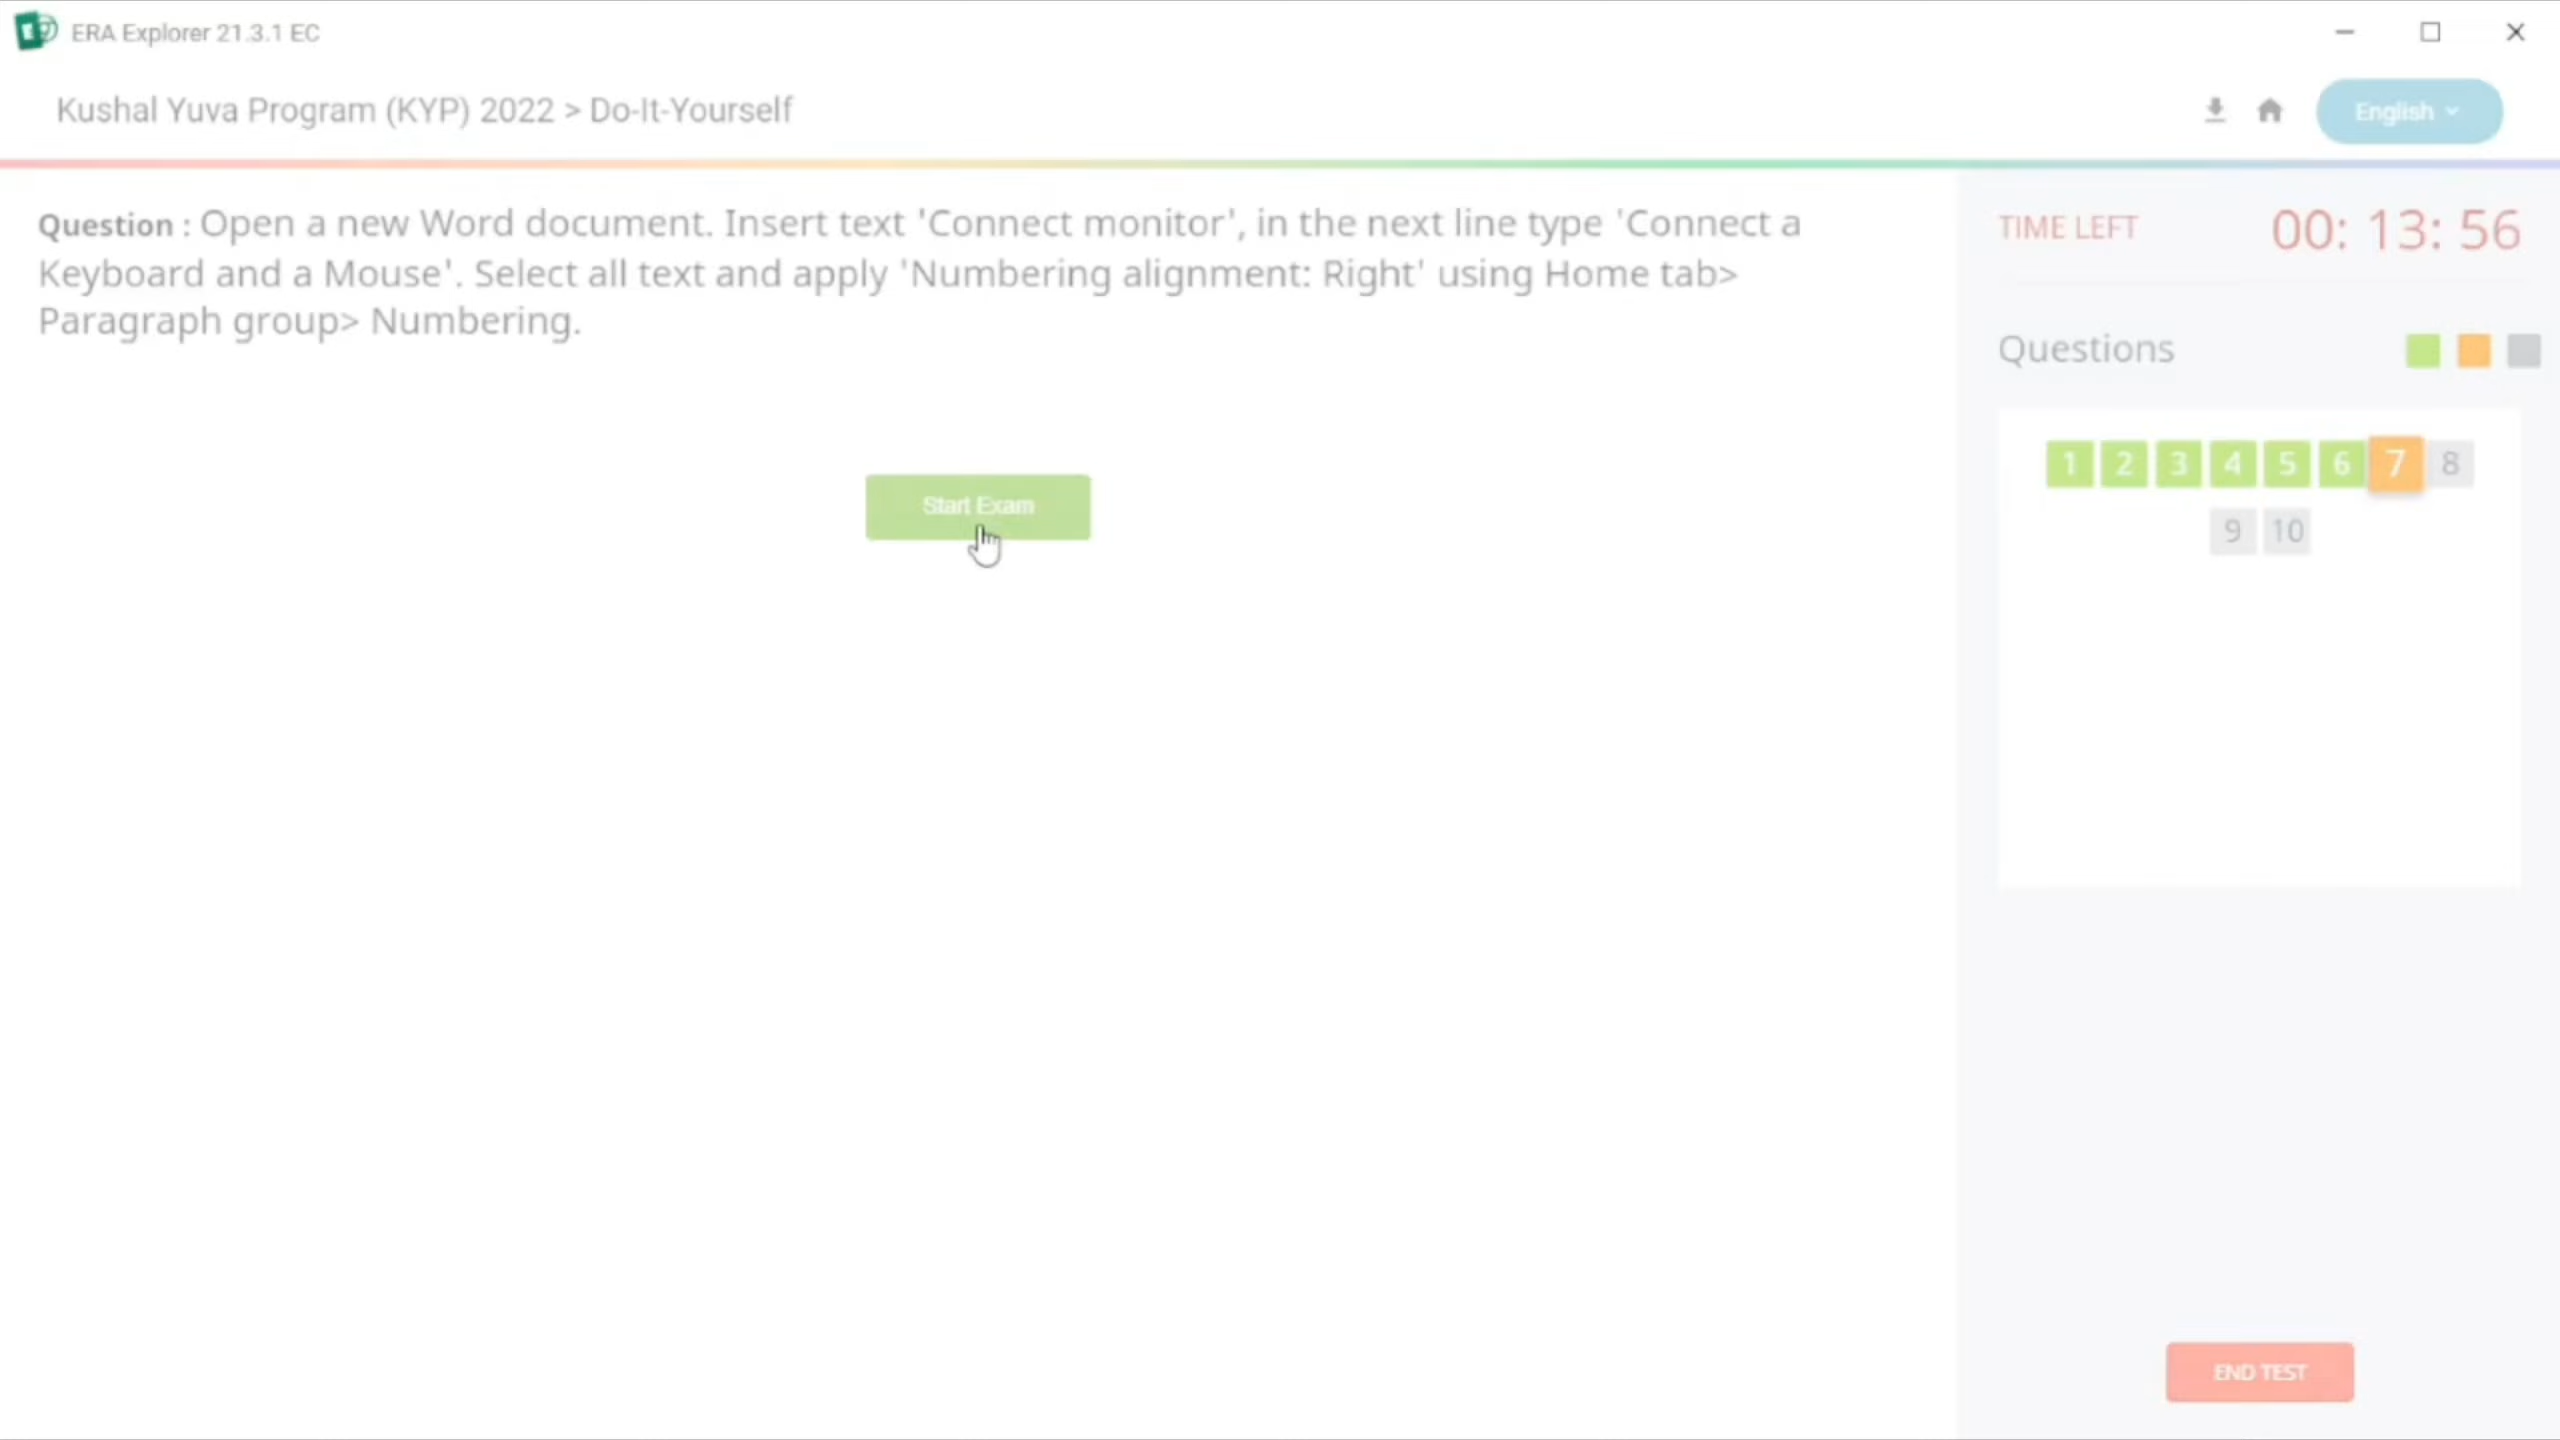 ERA Explorer 21.3.1 EC
Kushal Yuva Program (KYP) 2022 > Do-It-Yourself
English
Question : Open a new Word document. Insert text 'Connect monitor', in the next line type 'Connect a
Keyboard and a Mouse'. Select all text and apply 'Numbering alignment: Right' using Home tab>
Paragraph group> Numbering.
Start Exam
TIME LEFT 00: 13: 56
Questions
1 2 3 4 5 6 7 8
9 10
END TEST